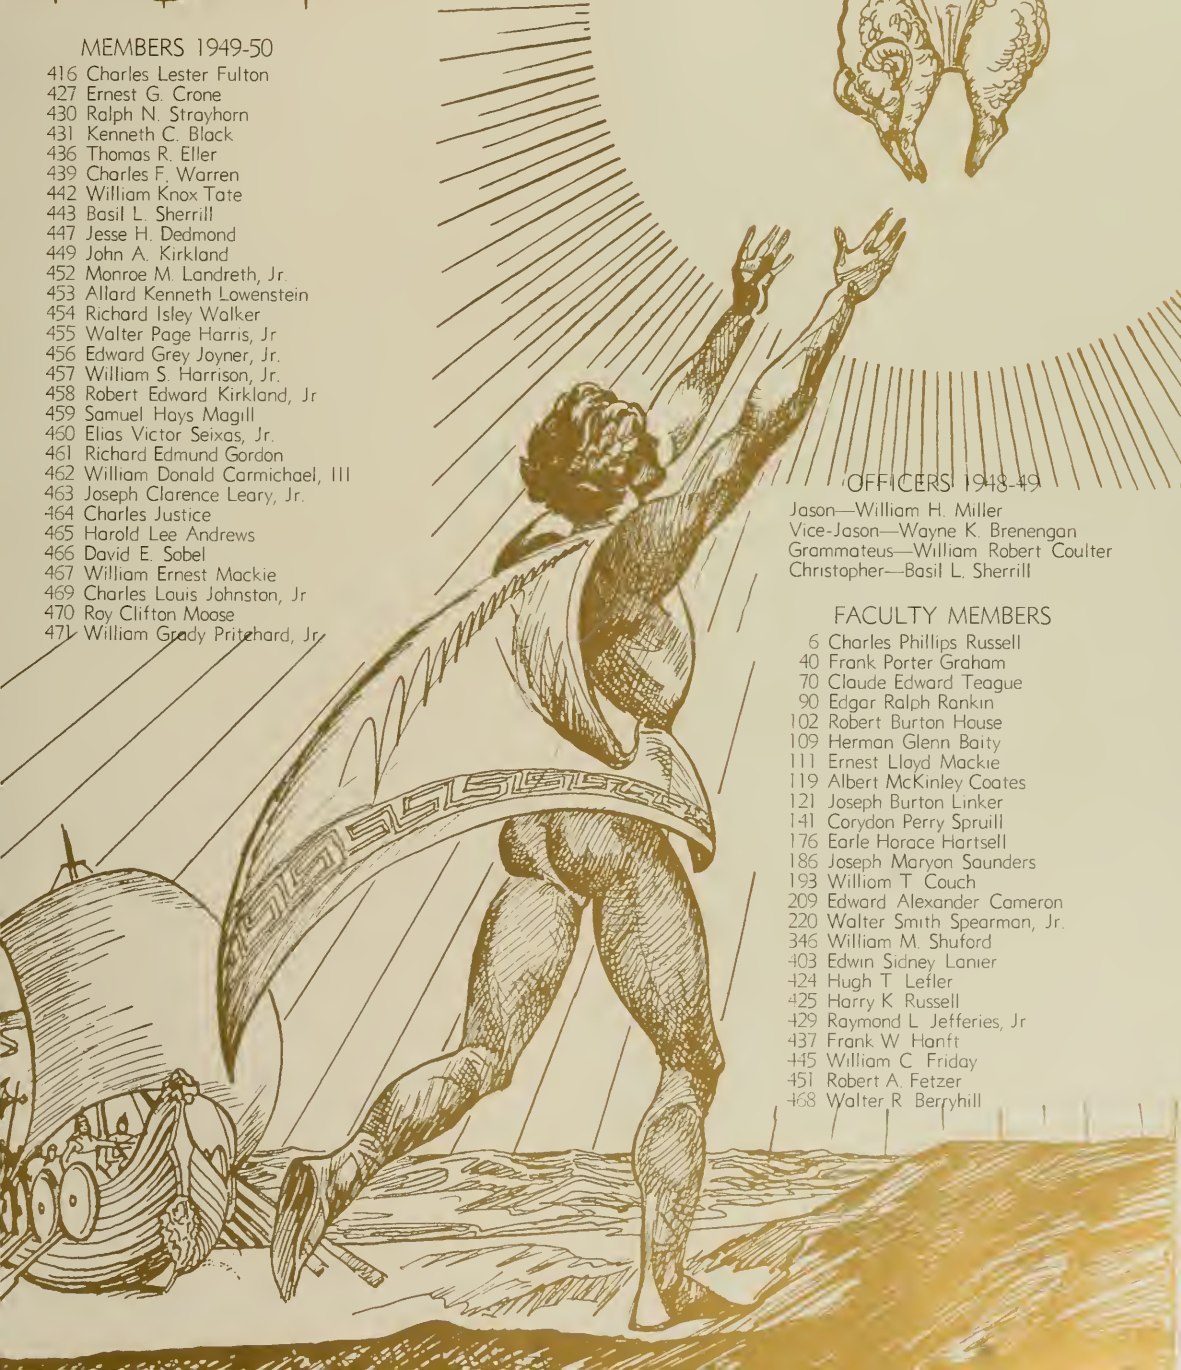 MEMBERS 1949-50
416 Charles Lester Fulton
427 Ernest G. Crone
430 Ralph N. Strayhorn
431 Kenneth C. Black
436 Thomas R. Eller
439 Charles F. Warren
442 William Knox Tate
443 Basil L. Sherrill
447 Jesse H. Dedmond
449 John A. Kirkland
452 Monroe M. Landreth, Jr.
453 Allard Kenneth Lowenstein
454 Richard Isley Walker
455 Walter Page Harris, Jr
456 Edward Grey Joyner, Jr.
457 William S. Harrison, Jr.
458 Robert Edward Kirkland, Jr
459 Samuel Hays Magill
460 Elias Victor Seixas, Jr.
461 Richard Edmund Gordon
462 William Donald Carmichael, III
463 Joseph Clarence Leary, Jr.
464 Charles Justice
465 Harold Lee Andrews
466 David E. Sobel
467 William Ernest Mackie
469 Charles Louis Johnston, Jr
470 Roy Clifton Moose
471 William Grady Pritchard, Jr
OFFICERS 1948-49
Jason—William H. Miller
Vice-Jason—Wayne K. Brenengan
Grammateus—William Robert Coulter
Christopher—Basil L. Sherrill
FACULTY MEMBERS
6 Charles Phillips Russell
40 Frank Porter Graham
70 Claude Edward Teague
90 Edgar Ralph Rankin
102 Robert Burton House
109 Herman Glenn Baity
111 Ernest Lloyd Mackie
119 Albert McKinley Coates
121 Joseph Burton Linker
141 Corydon Perry Spruill
176 Earle Horace Hartsell
186 Joseph Maryon Saunders
193 William T Couch
209 Edward Alexander Cameron
220 Walter Smith Spearman, Jr.
346 William M. Shuford
403 Edwin Sidney Lanier
424 Hugh T Lefler
425 Harry K Russell
429 Raymond L Jefferies, Jr
437 Frank W Hanft
445 William C Friday
451 Robert A. Fetzer
468 Walter R Berryhill